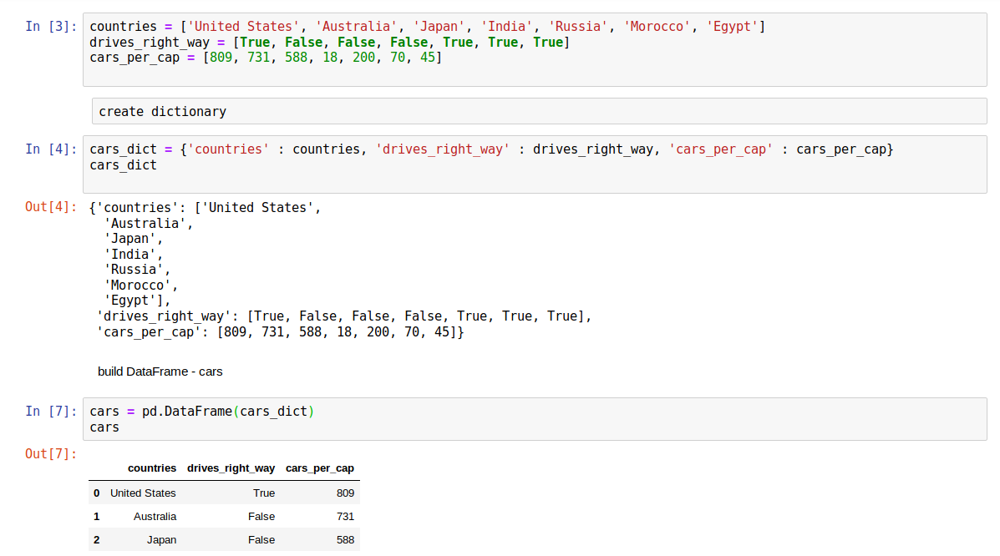 In [3]: countries = ['United States', 'Australia', 'Japan', 'India', 'Russia', 'Morocco', 'Egypt']
drives_right_way = [True, False, False, False, True, True, True]
cars_per_cap = [809, 731, 588, 18, 200, 70, 45]
create dictionary
In [4]: cars_dict = {'countries' : countries, 'drives_right_way' : drives_right_way, 'cars_per_cap' : cars_per_cap}
cars_dict
Out[4]: {'countries': ['United States',
'Australia',
'Japan',
'India',
'Russia',
'Morocco',
'Egypt'],
'drives_right_way': [True, False, False, False, True, True, True],
'cars_per_cap': [809, 731, 588, 18, 200, 70, 45]}
build DataFrame - cars
In [7]: cars = pd.DataFrame(cars_dict)
cars
Out[7]:
countries drives_right_way cars_per_cap
0 United States True 809
1 Australia False 731
2 Japan False 588